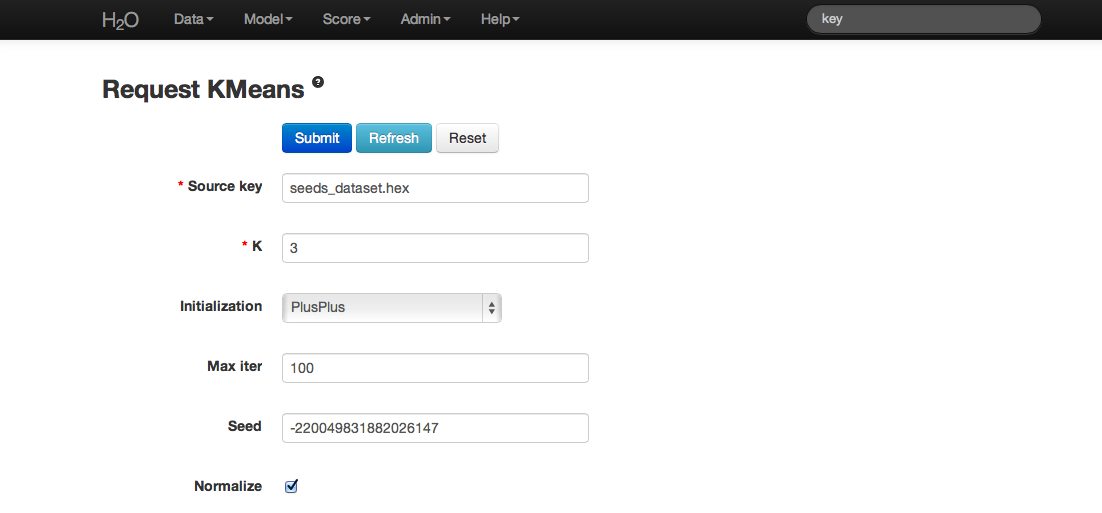 H2O Data Model Score Admin Help key
Request KMeans ?
Submit Refresh Reset
* Source key seeds_dataset.hex
* K 3
Initialization PlusPlus
Max iter 100
Seed -220049831882026147
Normalize